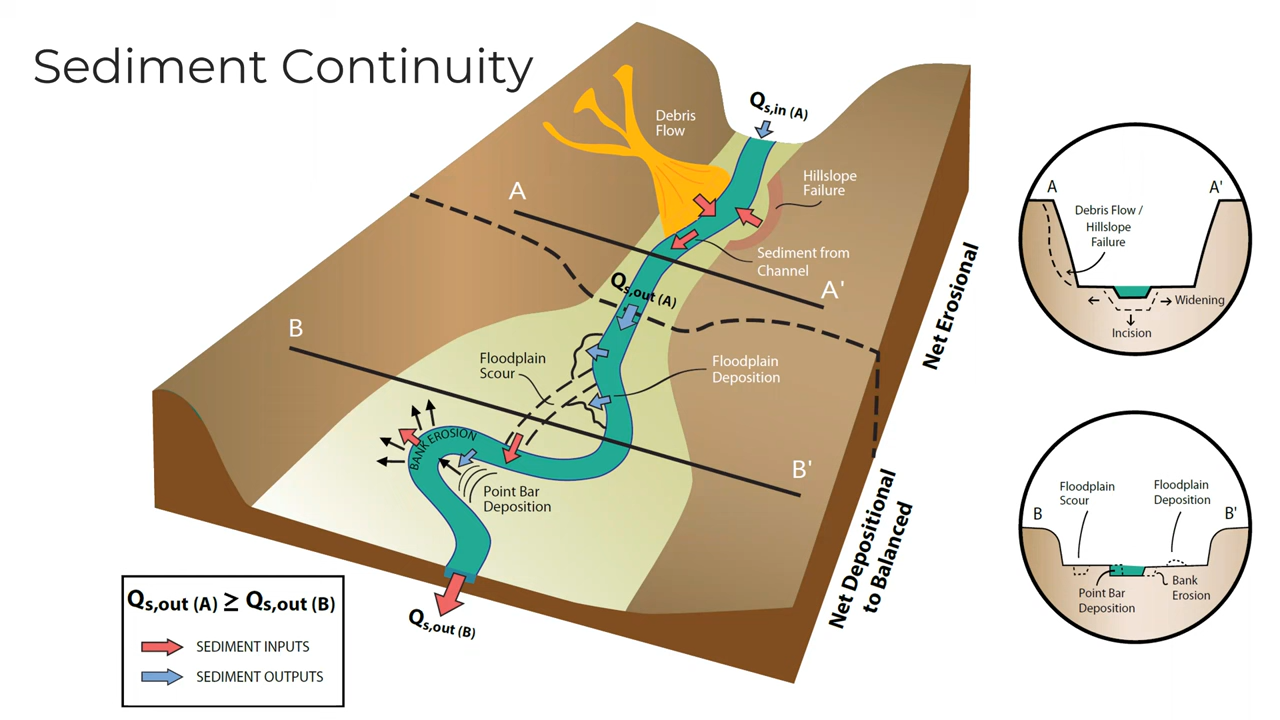 Sediment Continuity
Qs,in (A)
Debris
Flow
Hillslope
Failure
A
Sediment from
Channel
A'
Qs,out (A)
Net Erosional
B
Floodplain
Scour
Floodplain
Deposition
BANK EROSION
B'
Point Bar
Deposition
Net Depositional
to Balanced
Qs,out (B)
Qs,out (A) ≥ Qs,out (B)
SEDIMENT INPUTS
SEDIMENT OUTPUTS
A
A'
Debris Flow /
Hillslope
Failure
Widening
Incision
Floodplain
Scour
Floodplain
Deposition
B
B'
Point Bar
Deposition
Bank
Erosion